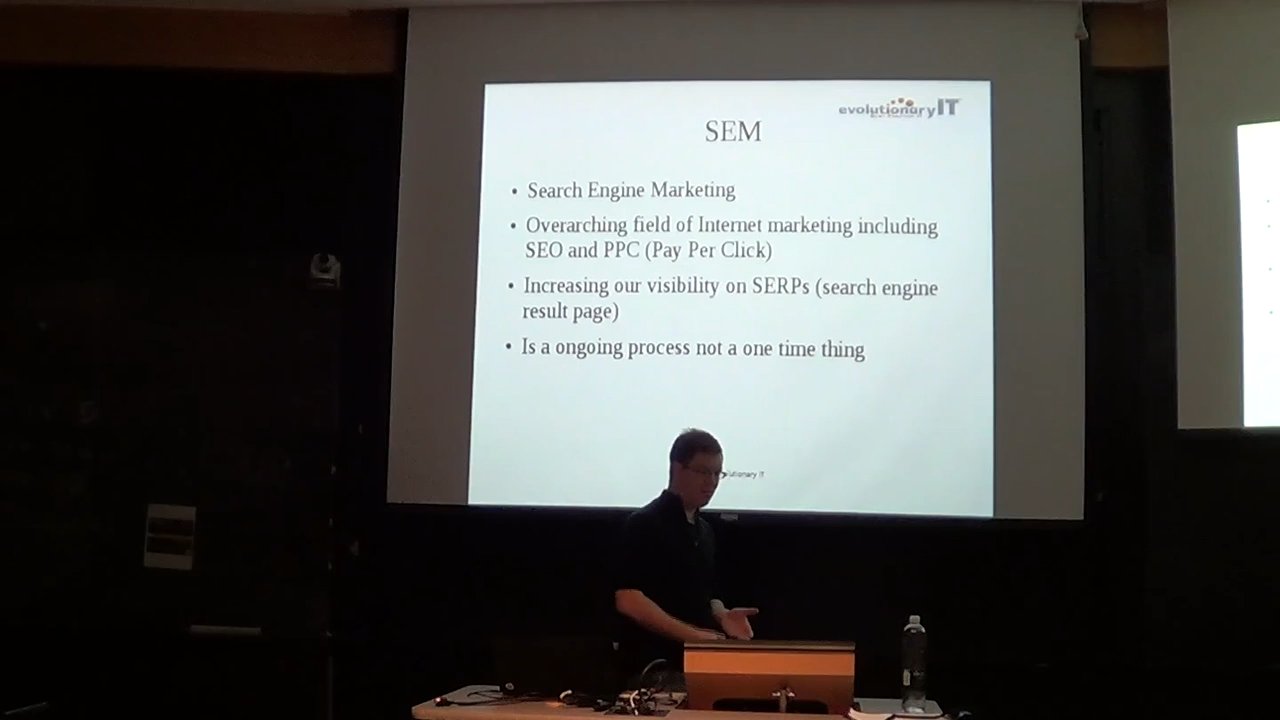 evolutionaryIT
SEM
• Search Engine Marketing
• Overarching field of Internet marketing including
SEO and PPC (Pay Per Click)
• Increasing our visibility on SERPs (search engine
result page)
• Is a ongoing process not a one time thing
IT